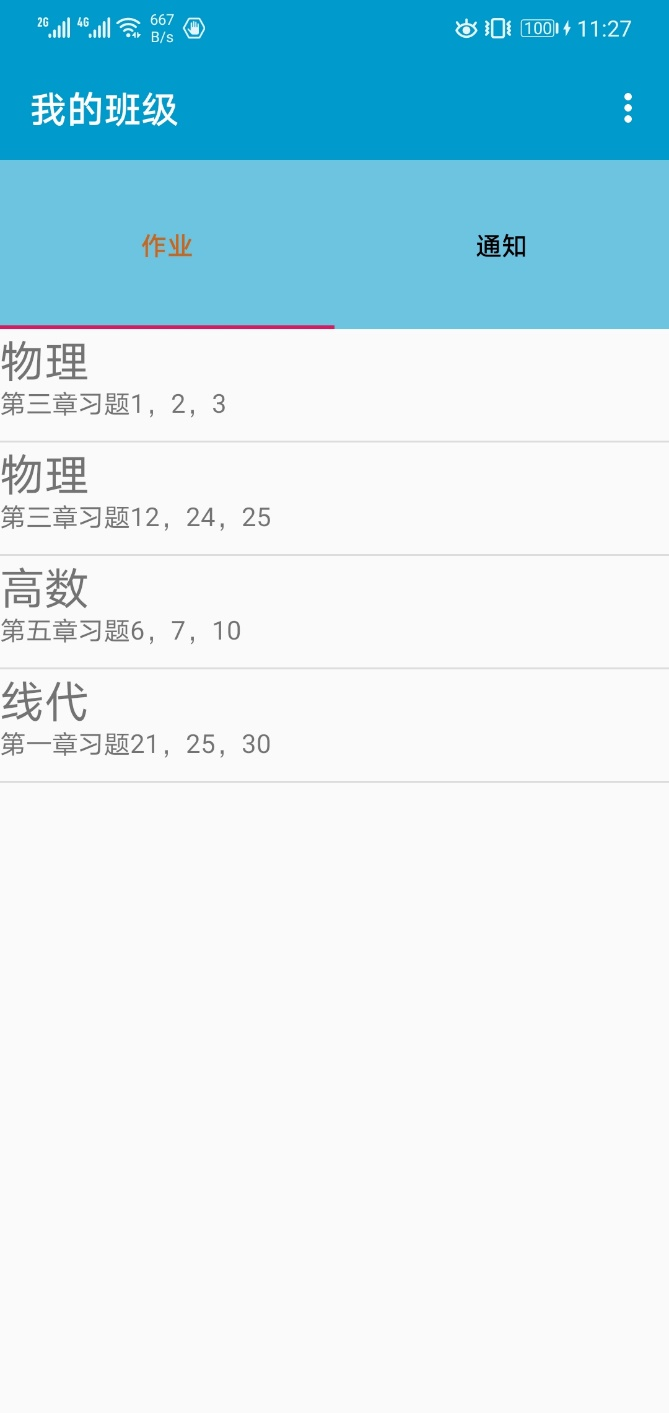 2G 4G 667 B/s 100 11:27
我的班级
作业 通知
物理
第三章习题1，2，3
物理
第三章习题12，24，25
高数
第五章习题6，7，10
线代
第一章习题21，25，30